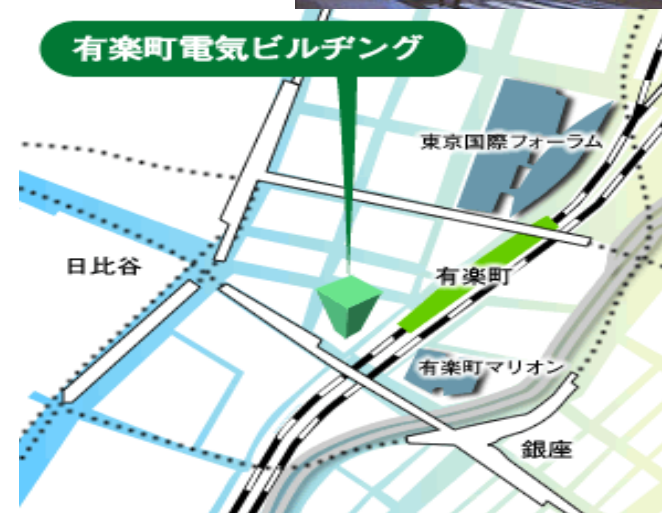 有楽町電気ビルヂング
東京国際フォーラム
日比谷
有楽町
有楽町マリオン
銀座